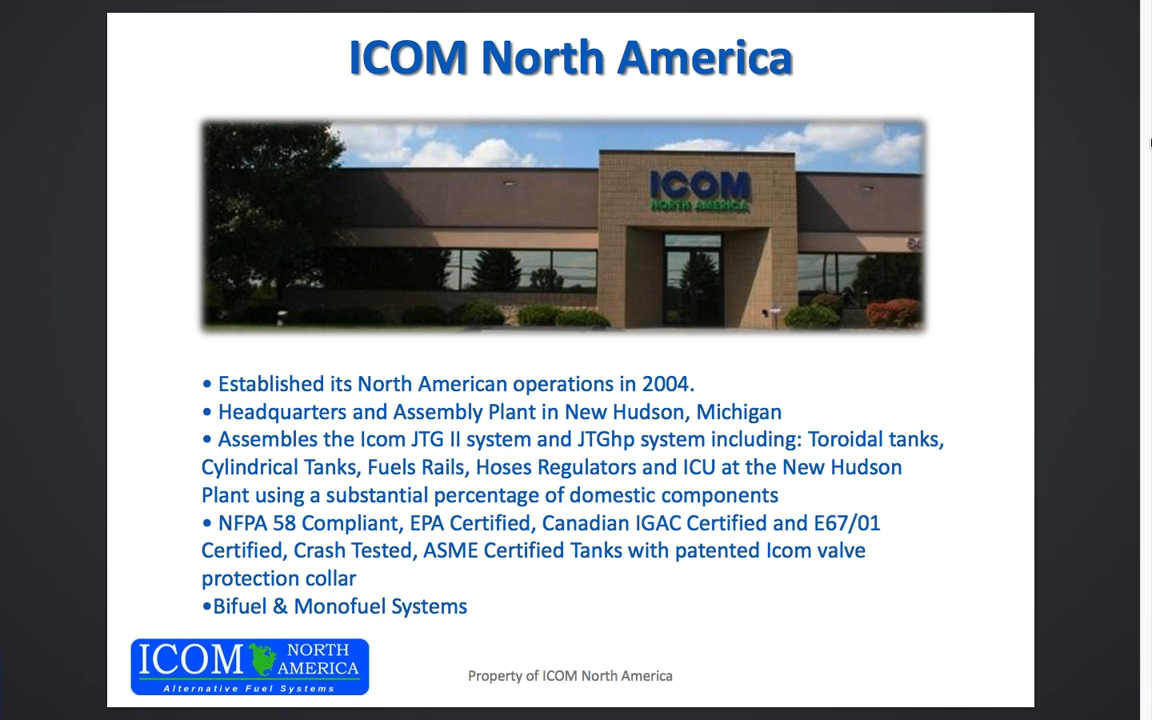 ICOM North America
ICOM
NORTH AMERICA
• Established its North American operations in 2004.
• Headquarters and Assembly Plant in New Hudson, Michigan
• Assembles the Icom JTG II system and JTGhp system including: Toroidal tanks,
Cylindrical Tanks, Fuels Rails, Hoses Regulators and ICU at the New Hudson
Plant using a substantial percentage of domestic components
• NFPA 58 Compliant, EPA Certified, Canadian IGAC Certified and E67/01
Certified, Crash Tested, ASME Certified Tanks with patented Icom valve
protection collar
•Bifuel & Monofuel Systems
ICOM NORTH
AMERICA
Alternative Fuel Systems
Property of ICOM North America